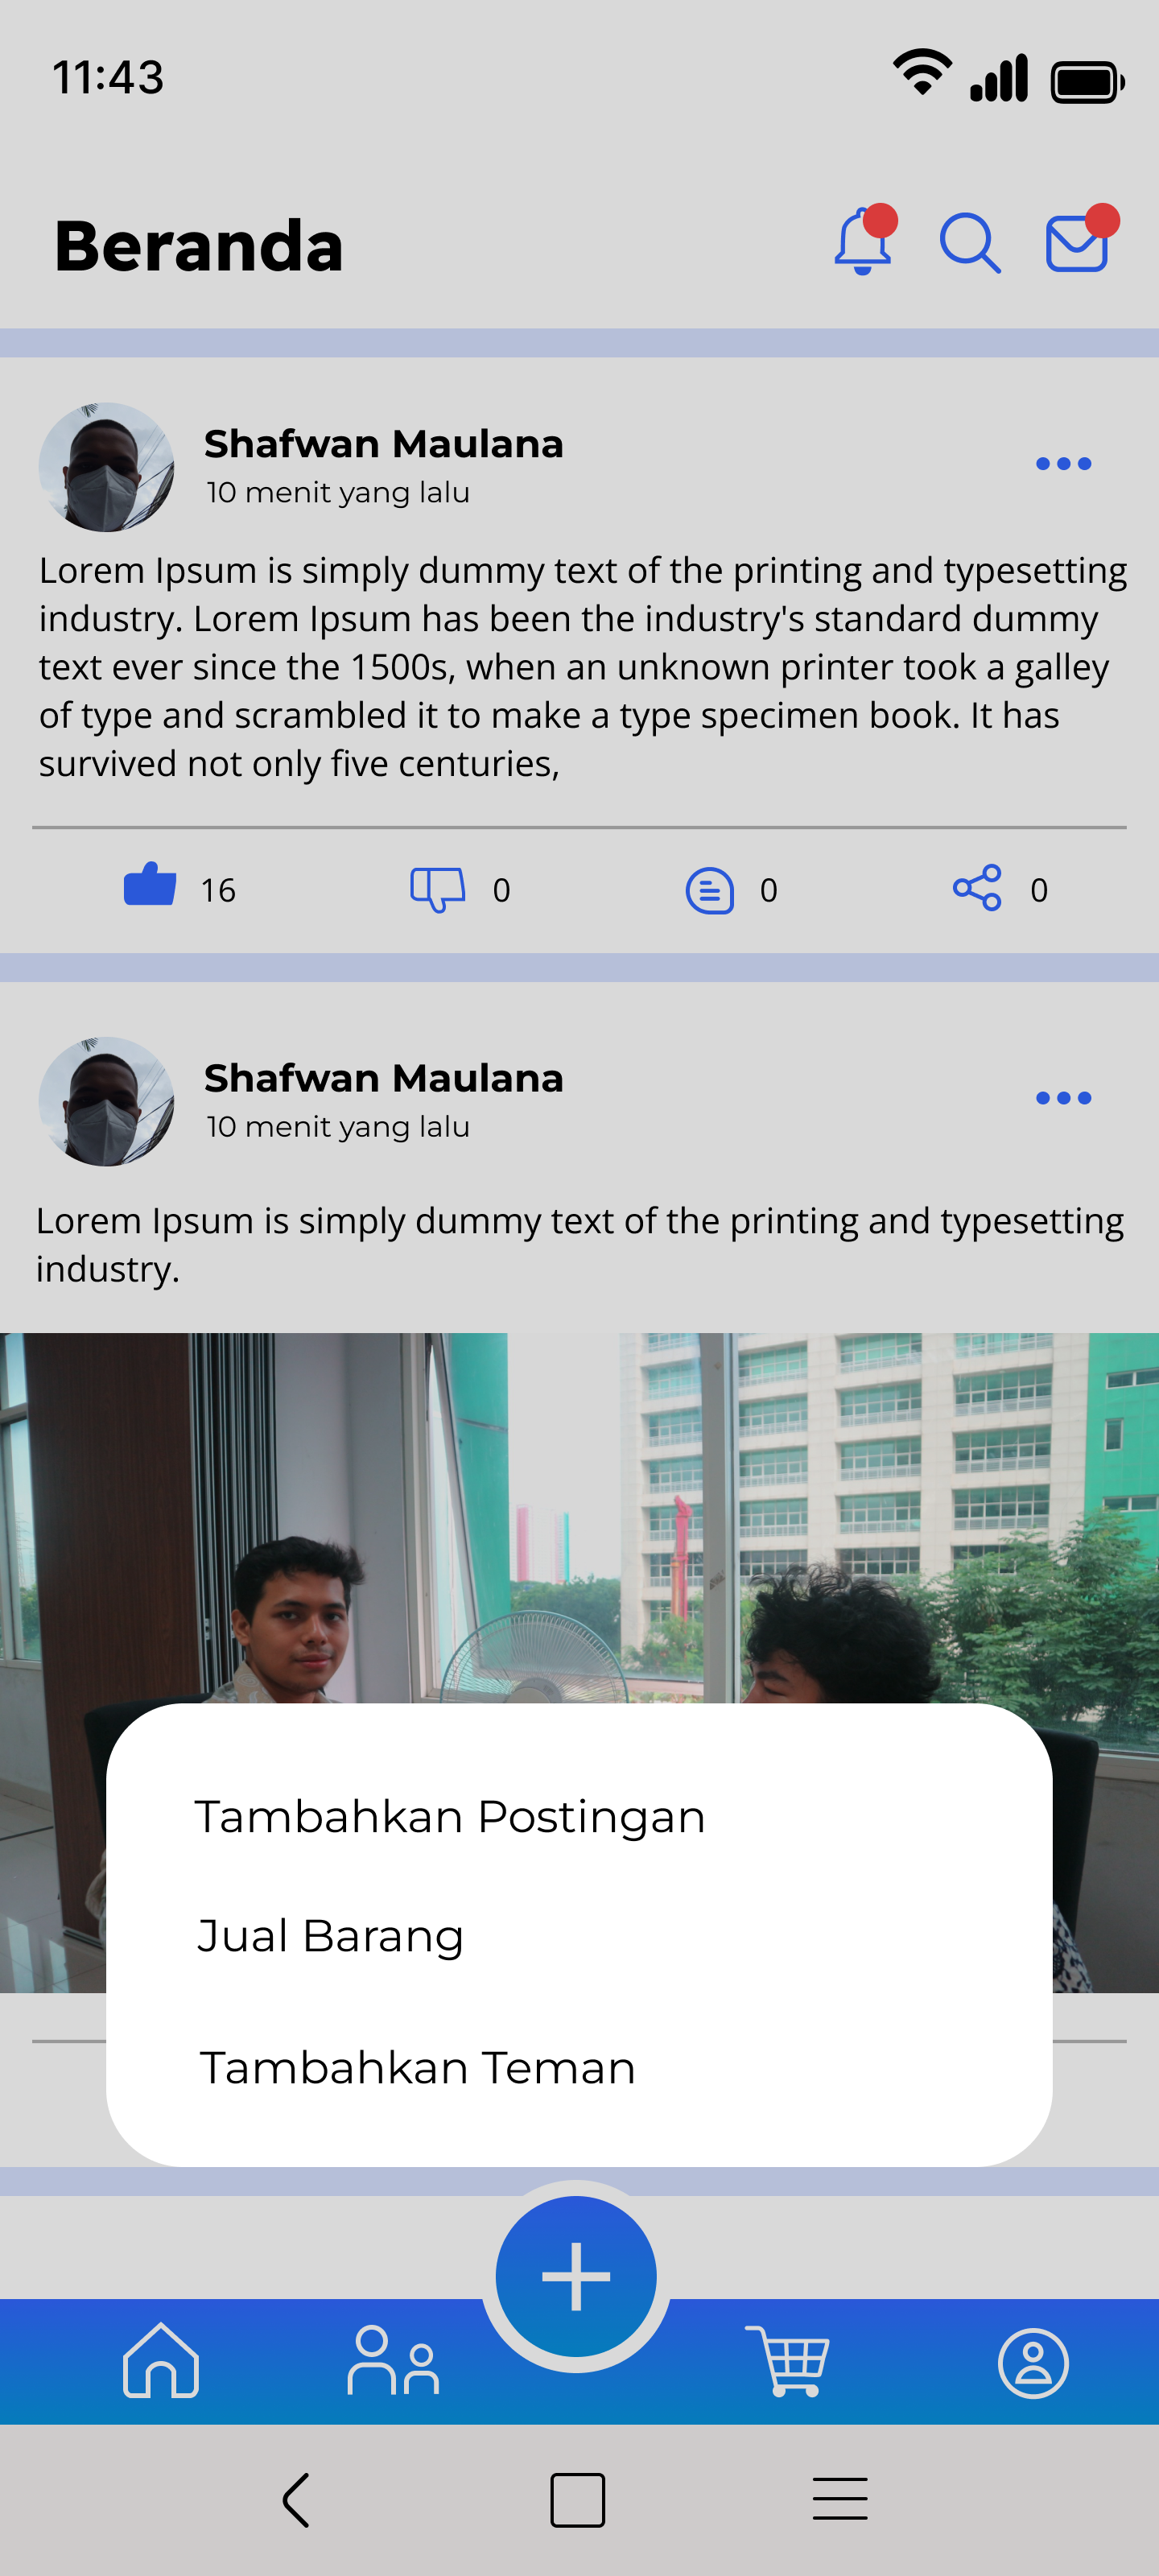 11:43
Beranda
Shafwan Maulana
10 menit yang lalu
Lorem Ipsum is simply dummy text of the printing and typesetting
industry. Lorem Ipsum has been the industry's standard dummy
text ever since the 1500s, when an unknown printer took a galley
of type and scrambled it to make a type specimen book. It has
survived not only five centuries,
16 0 0 0
Shafwan Maulana
10 menit yang lalu
Lorem Ipsum is simply dummy text of the printing and typesetting
industry.
Tambahkan Postingan
Jual Barang
Tambahkan Teman